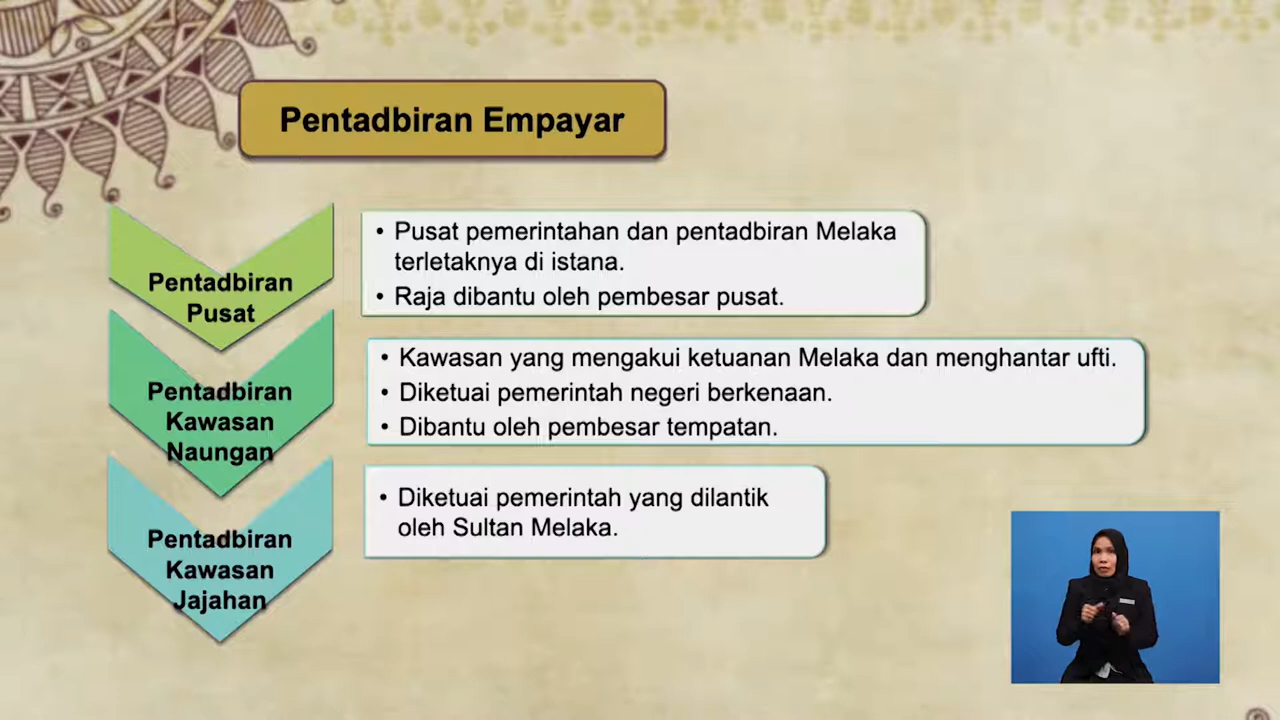 Pentadbiran Empayar
Pentadbiran
Pusat
• Pusat pemerintahan dan pentadbiran Melaka
terletaknya di istana.
• Raja dibantu oleh pembesar pusat.
Pentadbiran
Kawasan
Naungan
• Kawasan yang mengakui ketuanan Melaka dan menghantar ufti.
• Diketuai pemerintah negeri berkenaan.
• Dibantu oleh pembesar tempatan.
Pentadbiran
Kawasan
Jajahan
• Diketuai pemerintah yang dilantik
oleh Sultan Melaka.